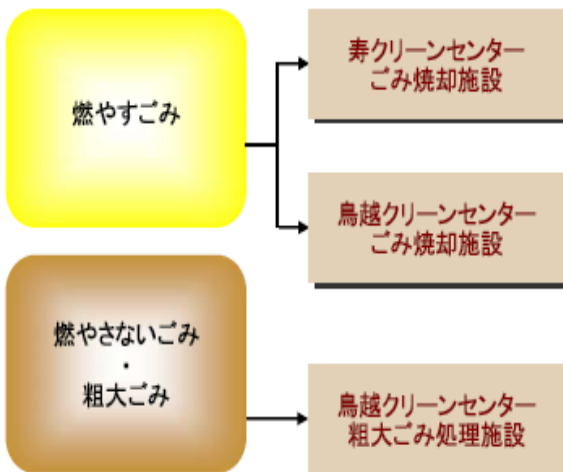 燃やすごみ
寿クリーンセンター
ごみ焼却施設
鳥越クリーンセンター
ごみ焼却施設
燃やさないごみ
・
粗大ごみ
鳥越クリーンセンター
粗大ごみ処理施設